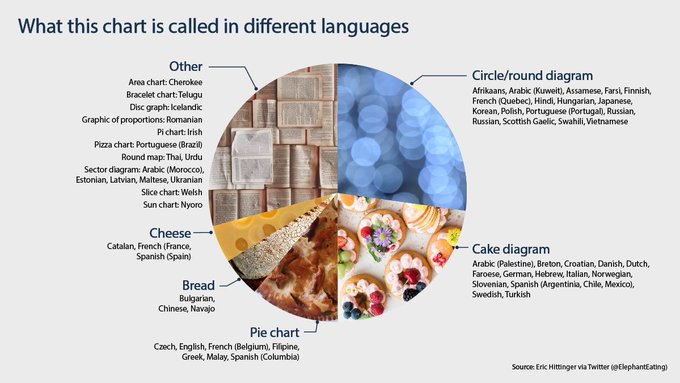 What this chart is called in different languages
Other
Area chart: Cherokee
Bracelet chart: Telugu
Disc graph: Icelandic
Graphic of proportions: Romanian
Pi chart: Irish
Pizza chart: Portuguese (Brazil)
Round map: Thai, Urdu
Sector diagram: Arabic (Morocco),
Estonian, Latvian, Maltese, Ukranian
Slice chart: Welsh
Sun chart: Nyoro
Cheese
Catalan, French (France,
Spanish (Spain)
Bread
Bulgarian,
Chinese, Navajo
Pie chart
Czech, English, French (Belgium), Filipine,
Greek, Malay, Spanish (Columbia)
Circle/round diagram
Afrikaans, Arabic (Kuweit), Assamese, Farsi, Finnish,
French (Quebec), Hindi, Hungarian, Japanese,
Korean, Polish, Portuguese (Portugal), Russian,
Russian, Scottish Gaelic, Swahili, Vietnamese
Cake diagram
Arabic (Palestine), Breton, Croatian, Danish, Dutch,
Faroese, German, Hebrew, Italian, Norwegian,
Slovenian, Spanish (Argentinia, Chile, Mexico),
Swedish, Turkish
Source: Eric Hittinger via Twitter (@ElephantEating)